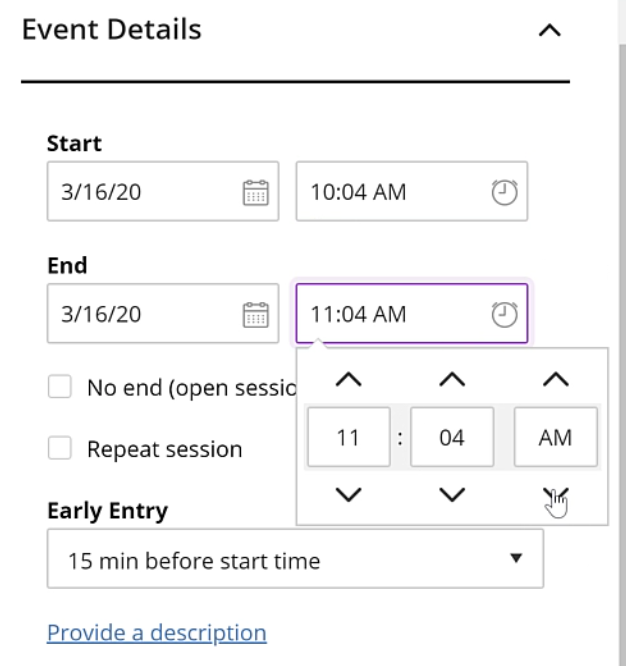 Event Details
Start
3/16/20 10:04 AM
End
3/16/20 11:04 AM
No end (open sessio
11 : 04 AM
Repeat session
Early Entry
15 min before start time
Provide a description